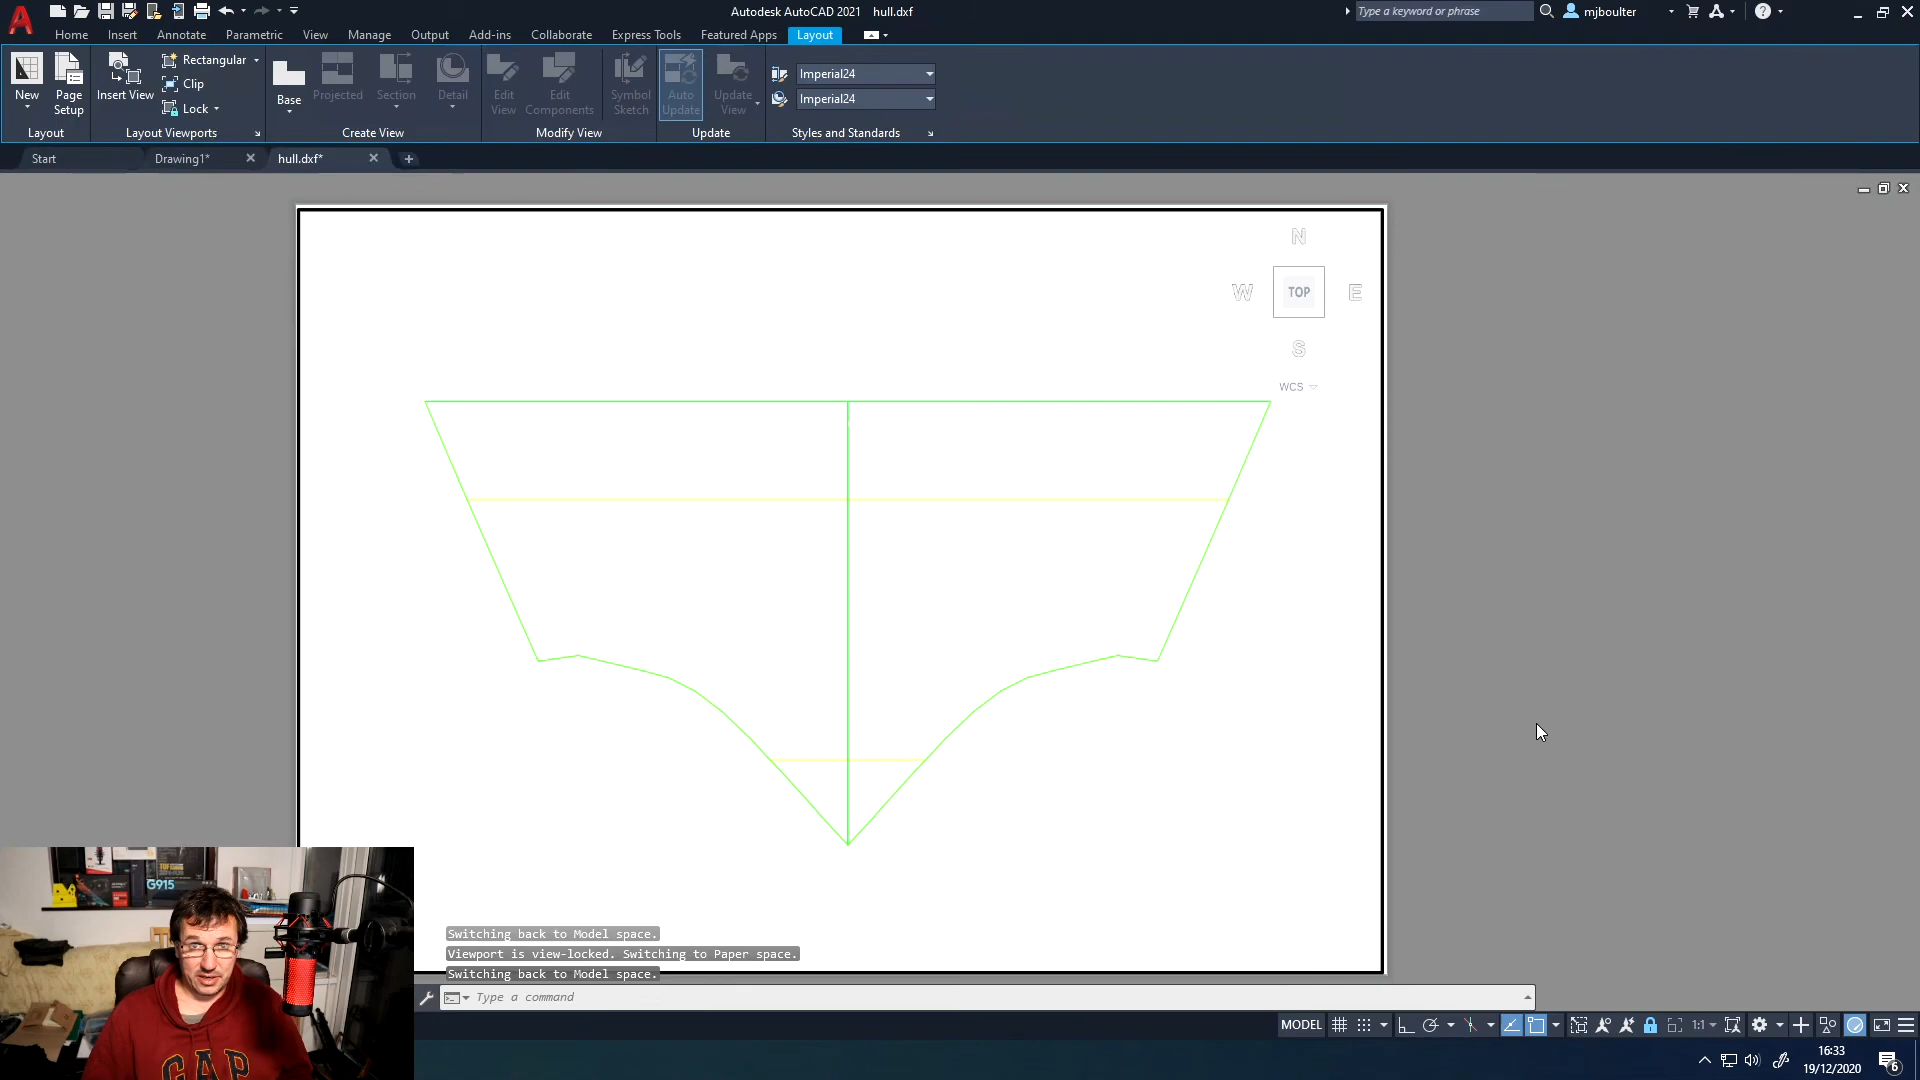 Autodesk AutoCAD 2021 hull.dxf
Type a keyword or phrase
mjboulter
Home Insert Annotate Parametric View Manage Output Add-ins Collaborate Express Tools Featured Apps Layout
New
Page
Setup
Layout
Insert View
Rectangular
Clip
Lock
Layout Viewports
Base
Projected
Section
Detail
Create View
Edit
View
Edit
Components
Symbol
Sketch
Modify View
Auto
Update
Update
View
Update
Imperial24
Imperial24
Styles and Standards
Start Drawing1* hull.dxf*
N
W TOP E
S
WCS
Switching back to Model space.
Viewport is view-locked. Switching to Paper space.
Switching back to Model space.
Type a command
MODEL 1:1
16:33
19/12/2020
6
G915
GAP